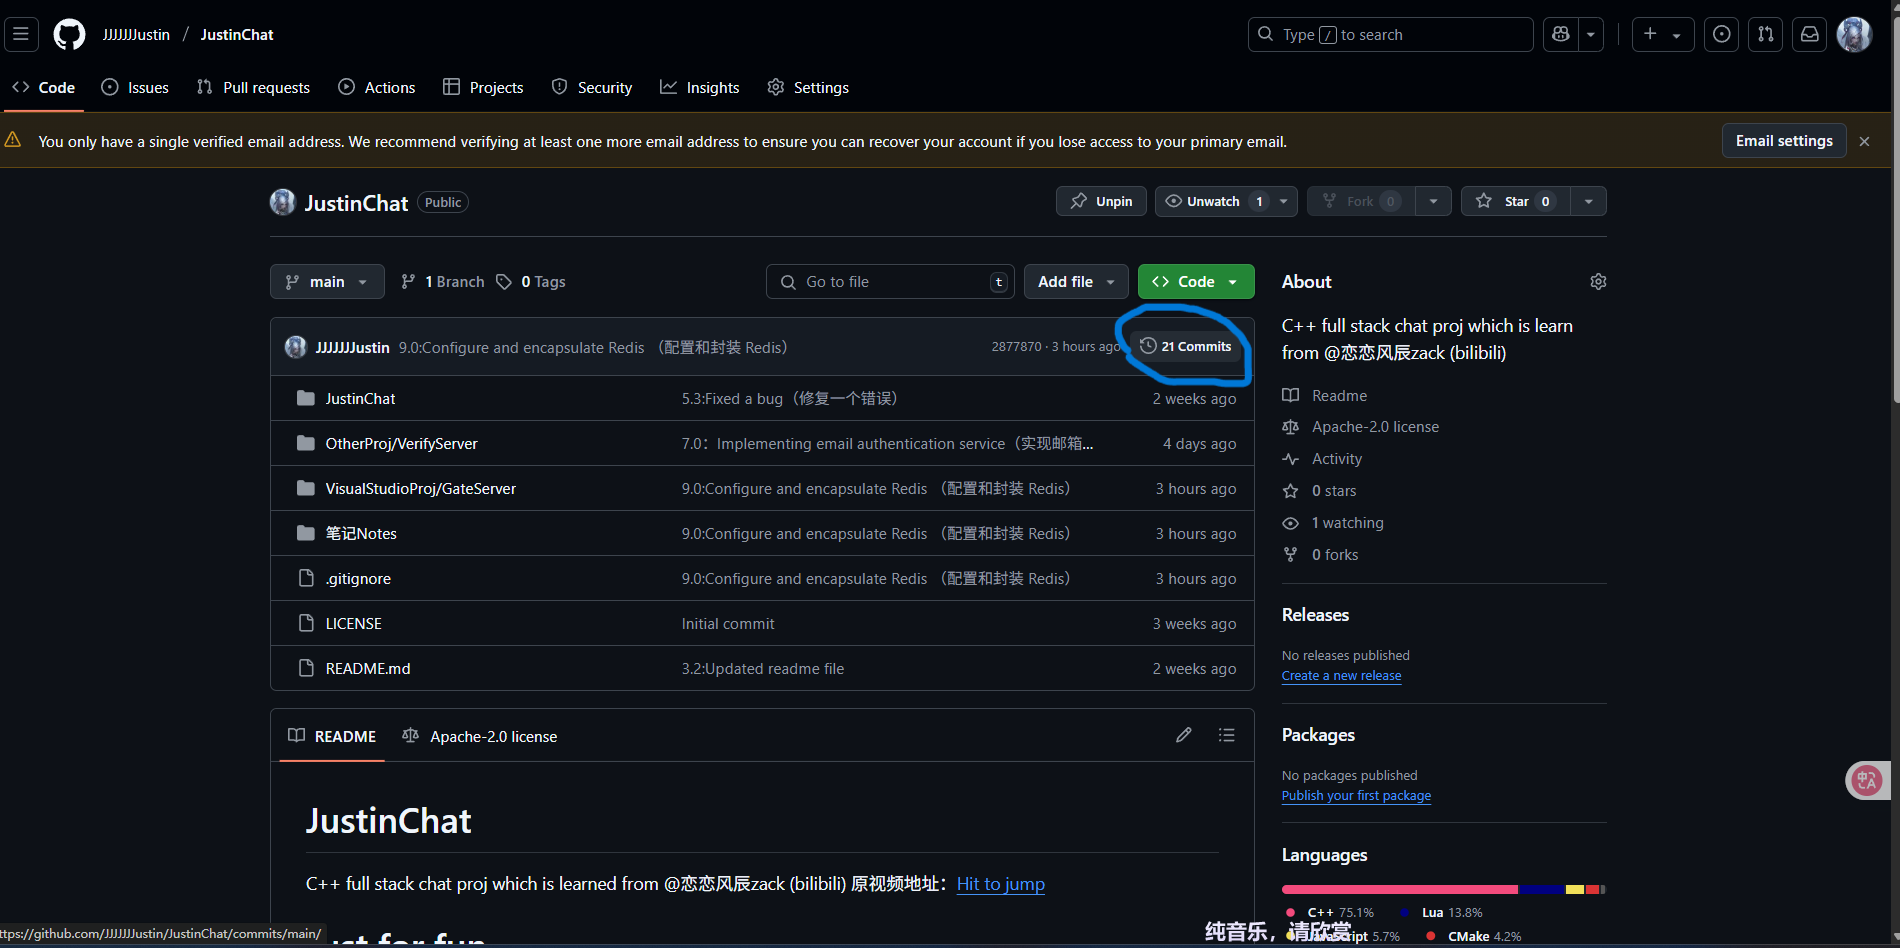 JJJJJJJustin / JustinChat
Type / to search
Code Issues Pull requests Actions Projects Security Insights Settings
You only have a single verified email address. We recommend verifying at least one more email address to ensure you can recover your account if you lose access to your primary email.
Email settings
JustinChat Public
Unpin Unwatch 1 Fork 0 Star 0
main 1 Branch 0 Tags
Go to file t Add file Code
JJJJJJJustin 9.0:Configure and encapsulate Redis （配置和封装 Redis） 2877870 · 3 hours ago 21 Commits
JustinChat 5.3:Fixed a bug（修复一个错误） 2 weeks ago
OtherProj/VerifyServer 7.0：Implementing email authentication service（实现邮箱... 4 days ago
VisualStudioProj/GateServer 9.0:Configure and encapsulate Redis （配置和封装 Redis） 3 hours ago
笔记Notes 9.0:Configure and encapsulate Redis （配置和封装 Redis） 3 hours ago
.gitignore 9.0:Configure and encapsulate Redis （配置和封装 Redis） 3 hours ago
LICENSE Initial commit 3 weeks ago
README.md 3.2:Updated readme file 2 weeks ago
README Apache-2.0 license
JustinChat
C++ full stack chat proj which is learned from @恋恋风辰zack (bilibili) 原视频地址：Hit to jump
ust for fun
ttps://github.com/JJJJJJJustin/JustinChat/commits/main/
About
C++ full stack chat proj which is learn
from @恋恋风辰zack (bilibili)
Readme
Apache-2.0 license
Activity
0 stars
1 watching
0 forks
Releases
No releases published
Create a new release
Packages
No packages published
Publish your first package
Languages
C++ 75.1% Lua 13.8%
JavaScript 5.7% CMake 4.2%
纯音乐，请欣赏